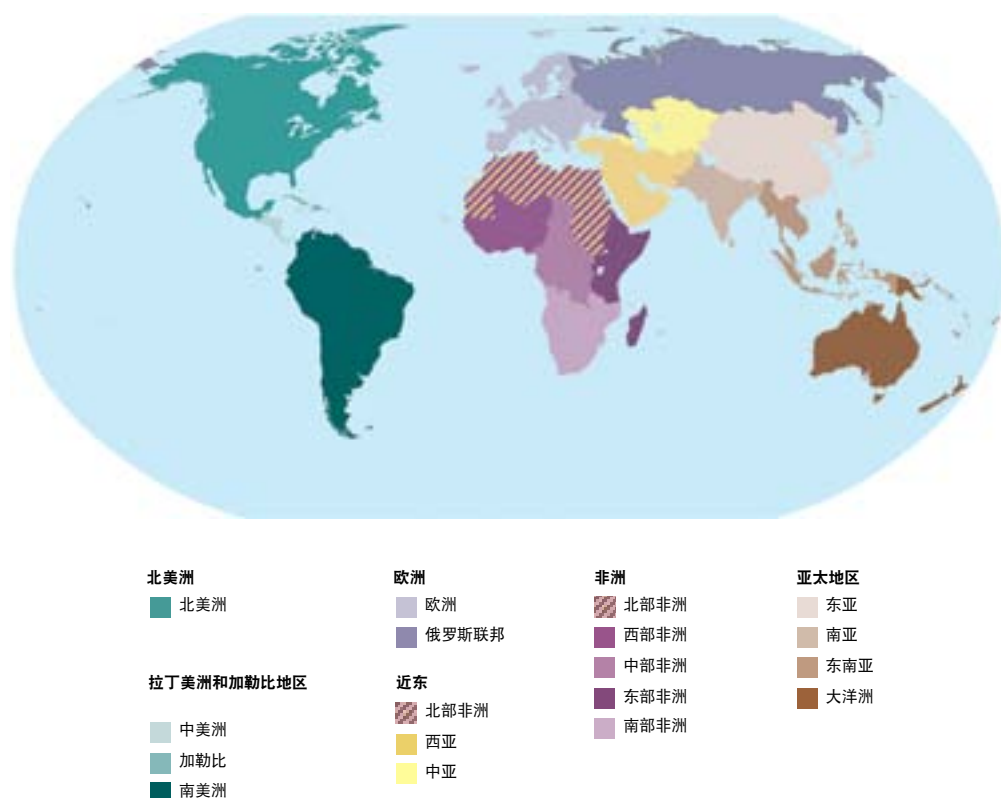 北美洲
北美洲
拉丁美洲和加勒比地区
中美洲
加勒比
南美洲
欧洲
欧洲
俄罗斯联邦
近东
北部非洲
西亚
中亚
非洲
北部非洲
西部非洲
中部非洲
东部非洲
南部非洲
亚太地区
东亚
南亚
东南亚
大洋洲